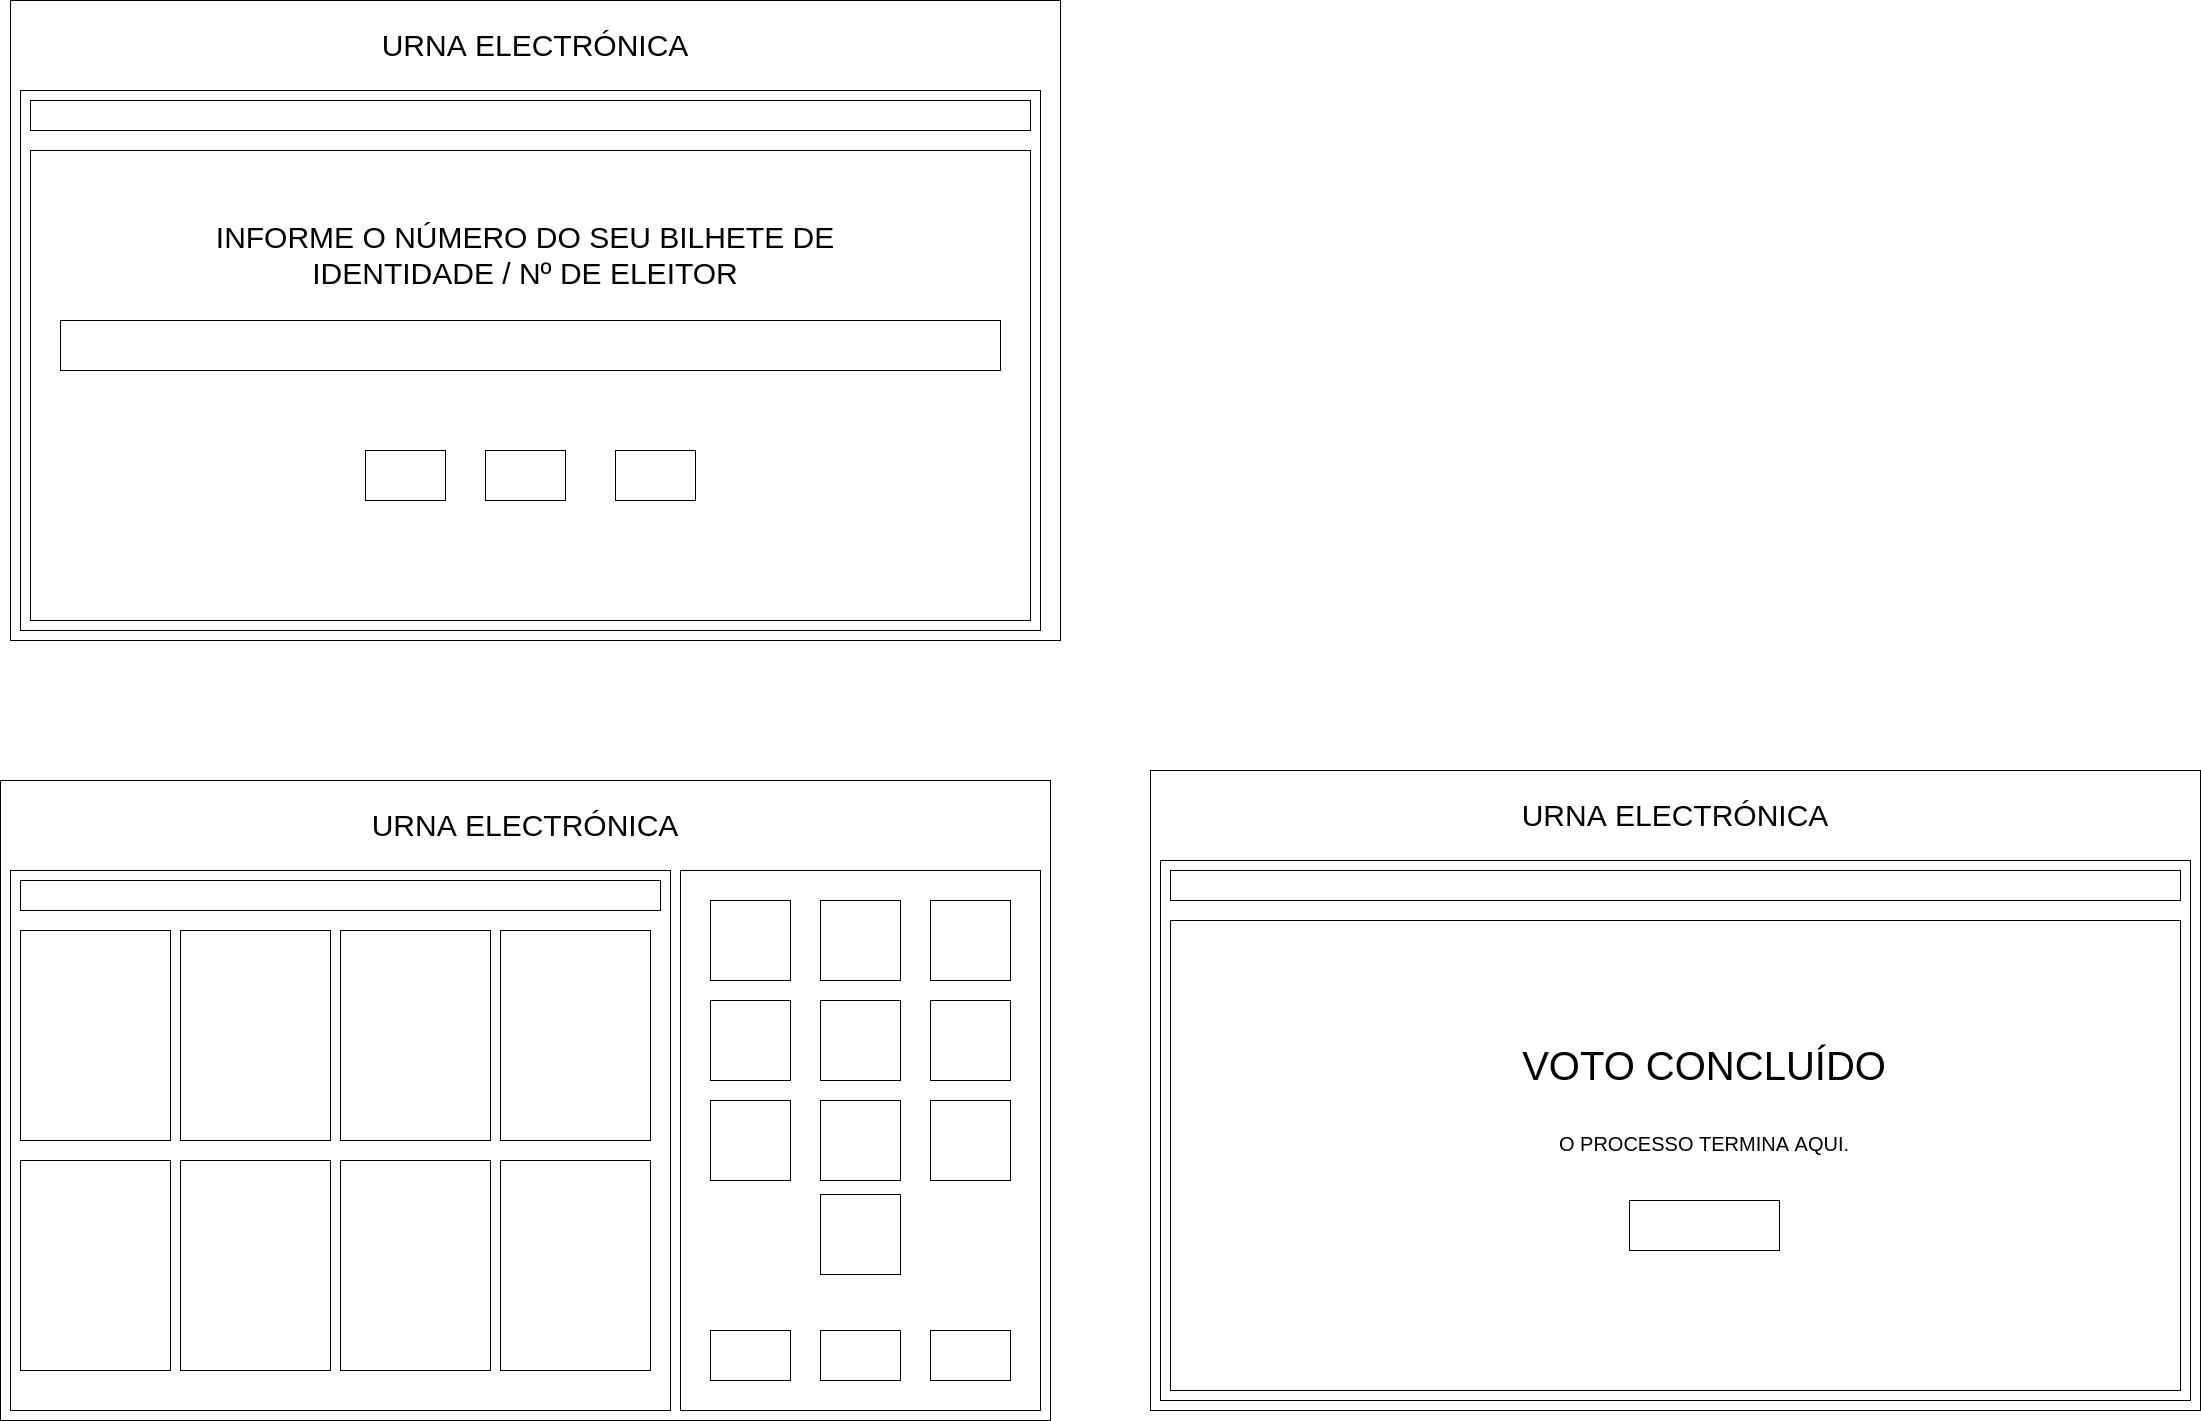 URNA ELECTRÓNICA
INFORME O NÚMERO DO SEU BILHETE DE
IDENTIDADE / Nº DE ELEITOR
URNA ELECTRÓNICA
URNA ELECTRÓNICA
VOTO CONCLUÍDO
O PROCESSO TERMINA AQUI.